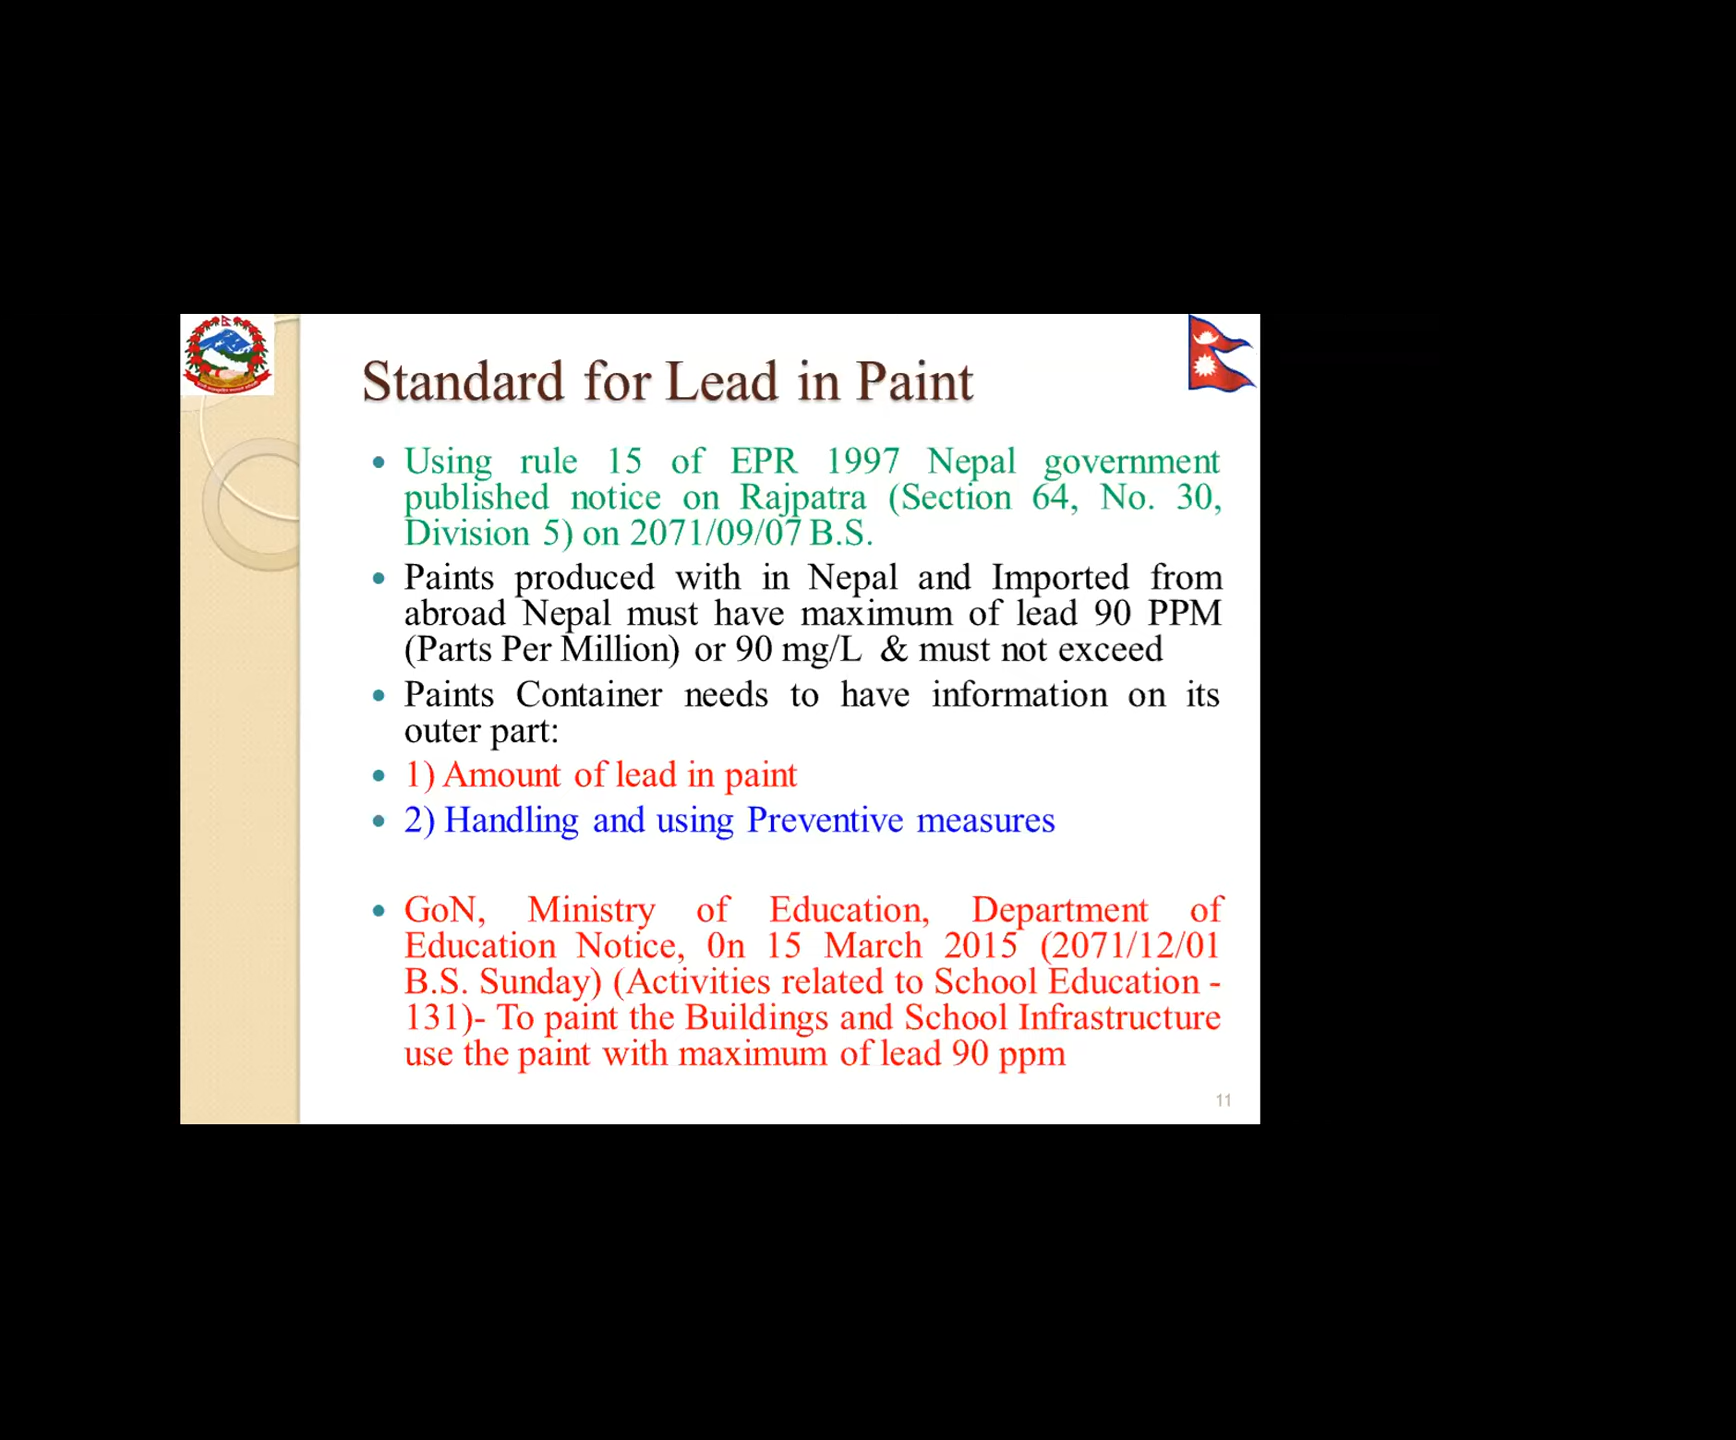 Standard for Lead in Paint
• Using rule 15 of EPR 1997 Nepal government
published notice on Rajpatra (Section 64, No. 30,
Division 5) on 2071/09/07 B.S.
• Paints produced with in Nepal and Imported from
abroad Nepal must have maximum of lead 90 PPM
(Parts Per Million) or 90 mg/L & must not exceed
• Paints Container needs to have information on its
outer part:
• 1) Amount of lead in paint
• 2) Handling and using Preventive measures
• GoN, Ministry of Education, Department of
Education Notice, 0n 15 March 2015 (2071/12/01
B.S. Sunday) (Activities related to School Education -
131)- To paint the Buildings and School Infrastructure
use the paint with maximum of lead 90 ppm
11